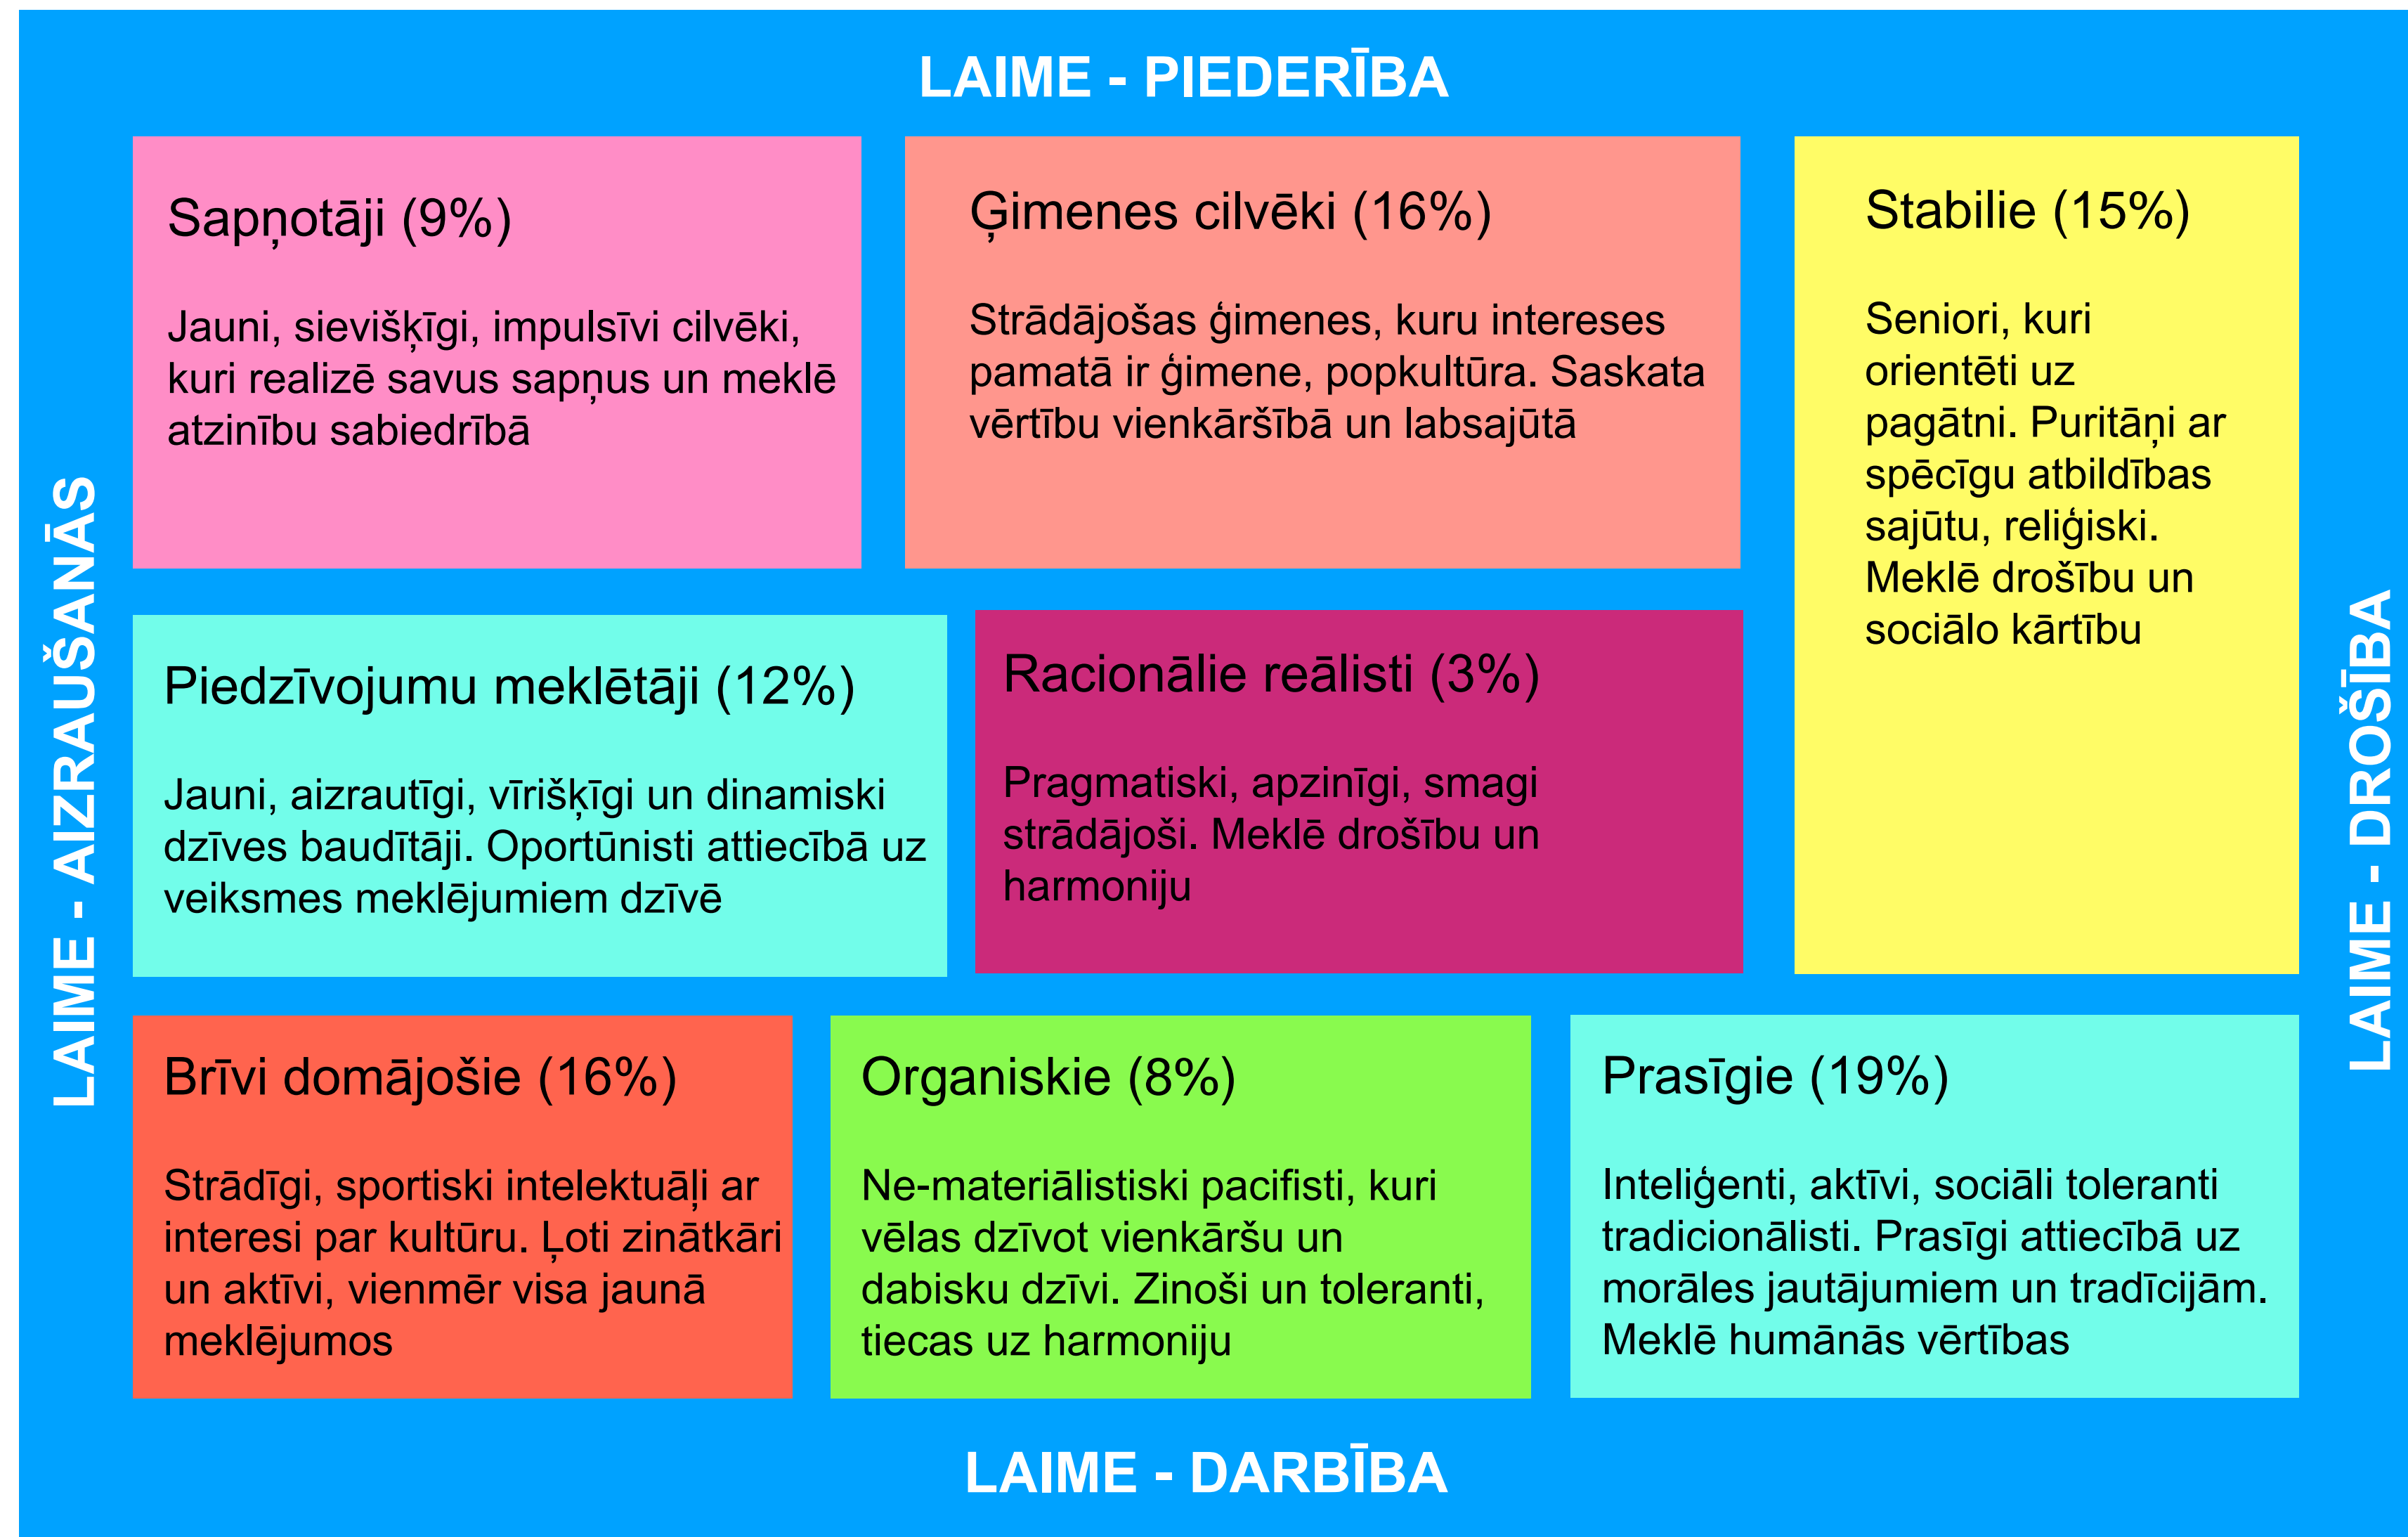 LAIME - PIEDERĪBA
LAIME - AIZRAUŠANĀS
Sapņotāji (9%)
Jauni, sievišķīgi, impulsīvi cilvēki,
kuri realizē savus sapņus un meklē
atzinību sabiedrībā
Ģimenes cilvēki (16%)
Strādājošas ģimenes, kuru intereses
pamatā ir ģimene, popkultūra. Saskata
vērtību vienkāršībā un labsajūtā
Stabilie (15%)
Seniori, kuri
orientēti uz
pagātni. Puritāņi ar
spēcīgu atbildības
sajūtu, reliģiski.
Meklē drošību un
sociālo kārtību
Piedzīvojumu meklētāji (12%)
Jauni, aizrautīgi, vīrišķīgi un dinamiski
dzīves baudītāji. Oportūnisti attiecībā uz
veiksmes meklējumiem dzīvē
Racionālie reālisti (3%)
Pragmatiski, apzinīgi, smagi
strādājoši. Meklē drošību un
harmoniju
Brīvi domājošie (16%)
Strādīgi, sportiski intelektuāļi ar
interesi par kultūru. Ļoti zinātkāri
un aktīvi, vienmēr visa jaunā
meklējumos
Organiskie (8%)
Ne-materiālistiski pacifisti, kuri
vēlas dzīvot vienkāršu un
dabisku dzīvi. Zinoši un toleranti,
tiecas uz harmoniju
Prasīgie (19%)
Inteliģenti, aktīvi, sociāli toleranti
tradicionālisti. Prasīgi attiecībā uz
morāles jautājumiem un tradīcijām.
Meklē humānās vērtības
LAIME - DROŠĪBA
LAIME - DARBĪBA